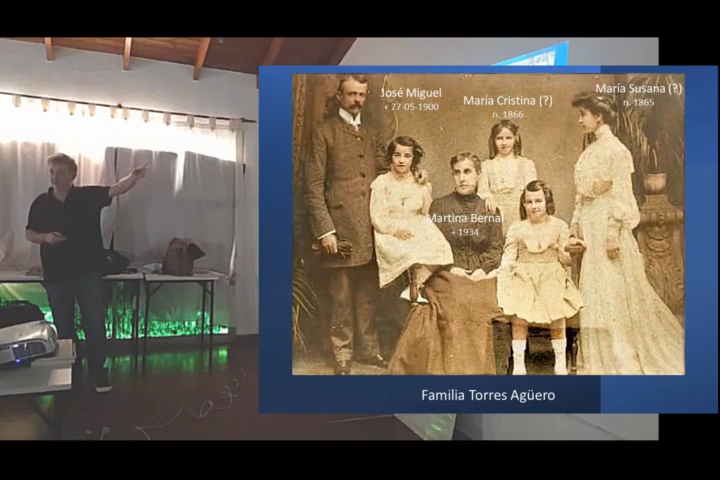 José Miguel
+ 27-05-1900
María Cristina (?)
n. 1866
María Susana (?)
n. 1865
Martina Bernal
+ 1934
Familia Torres Agüero